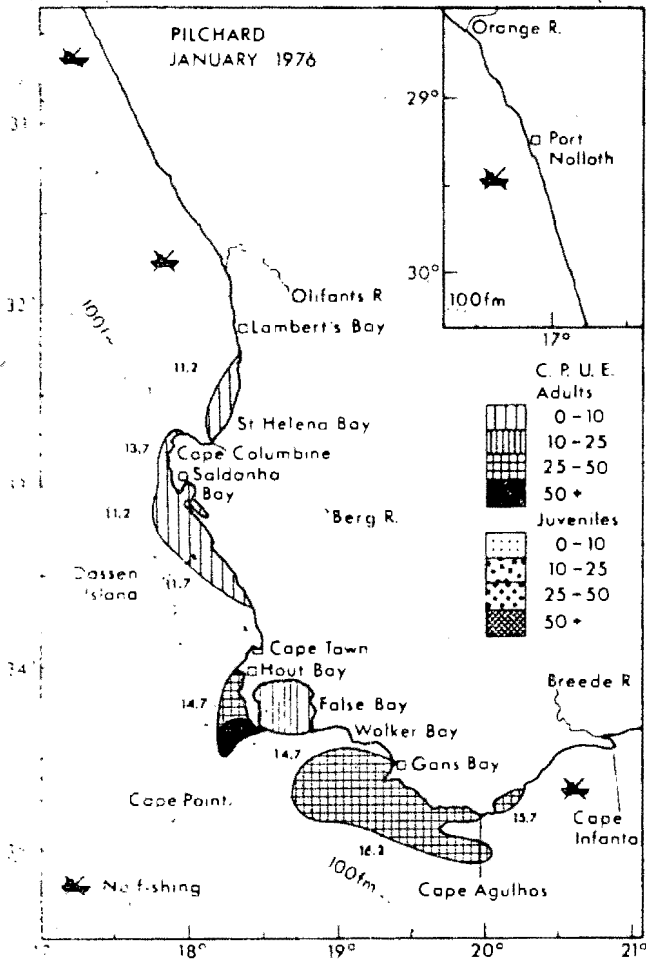 PILCHARD
JANUARY 1976
Orange R.
29°
Port
Nolloth
30°
100fm
17°
31
Olifants R
32
Lambert's Bay
11.2
St Helena Bay
13.7
Cape Columbine
Saldanha
Bay
11.2
Berg R.
11.7
C. P. U. E.
Adults
0-10
10-25
25-50
50+
Juveniles
0-10
10-25
25-50
50+
Cape Town
34°
Hout Bay
14.7
False Bay
Breede R
Walker Bay
14.7
Gans Bay
Cape Point.
15.7
Cape
Infanta
16.2
100fm
No fishing
Cape Agulhas
18°
19°
20°
21°